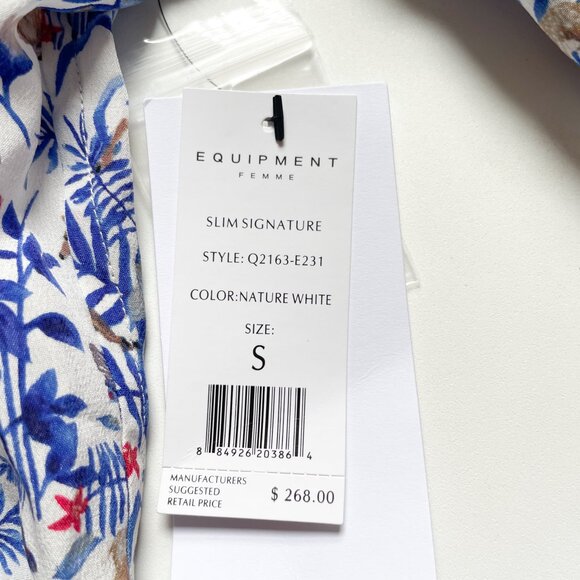 EQUIPMENT
FEMME
SLIM SIGNATURE
STYLE: Q2163-E231
COLOR:NATURE WHITE
SIZE:
S
8 84926 20386 4
MANUFACTURERS
SUGGESTED
RETAIL PRICE
$ 268.00